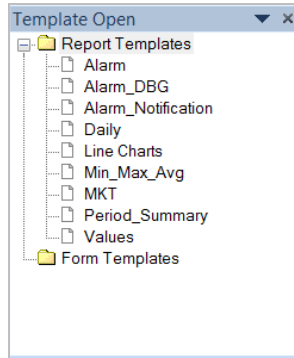 Template Open
Report Templates
Alarm
Alarm_DBG
Alarm_Notification
Daily
Line Charts
Min_Max_Avg
MKT
Period_Summary
Values
Form Templates